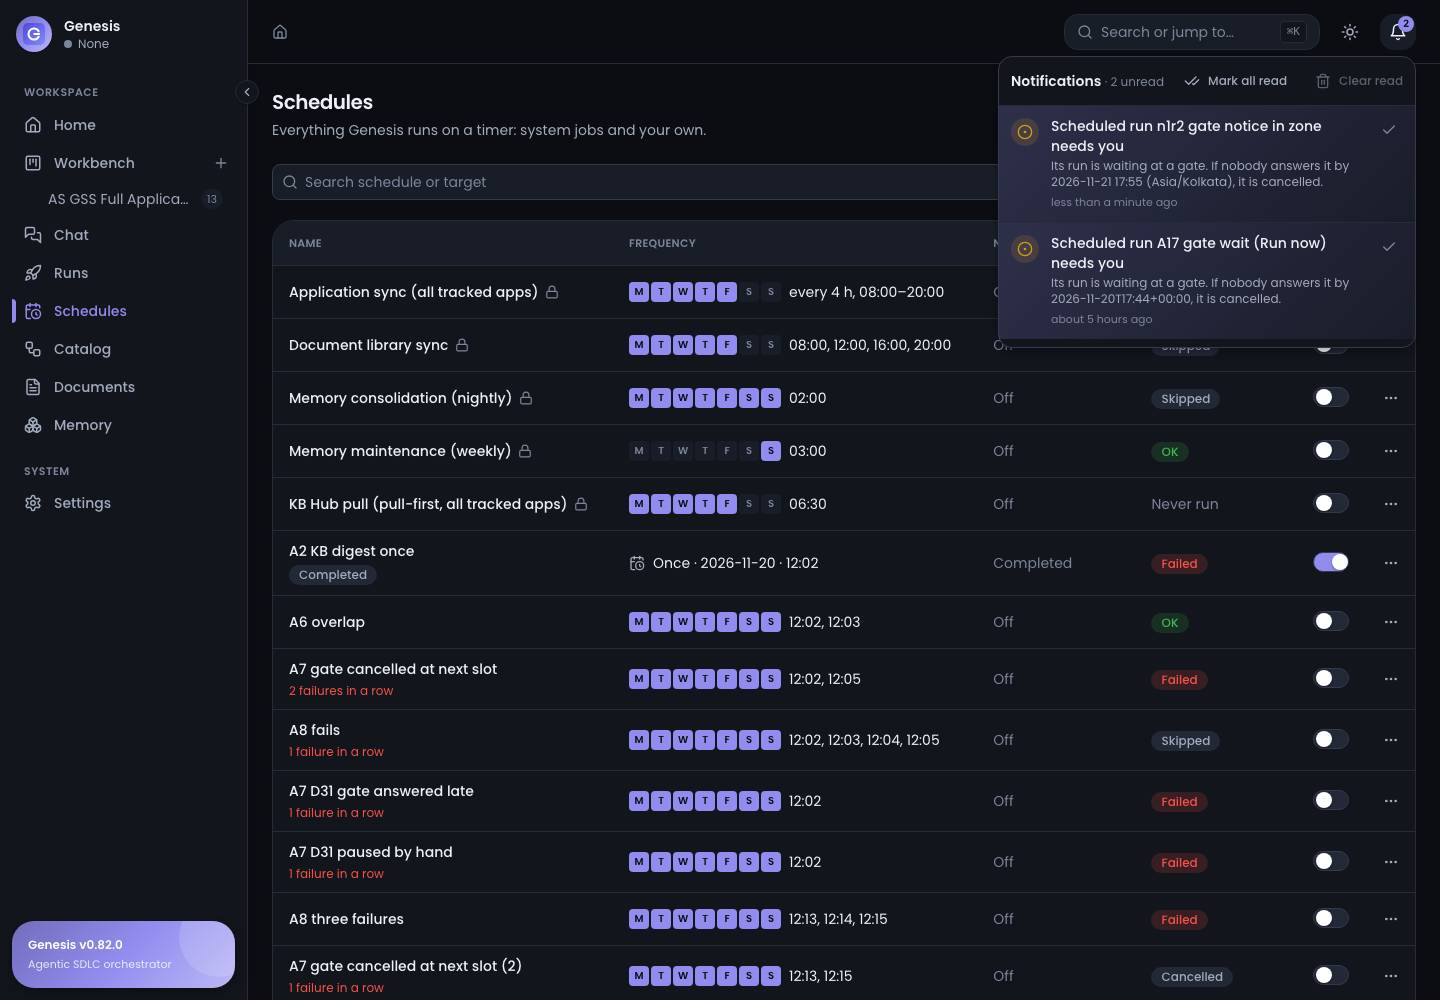 Genesis
None
WORKSPACE
Home
Workbench
AS GSS Full Applica... 13
Chat
Runs
Schedules
Catalog
Documents
Memory
SYSTEM
Settings
Genesis v0.82.0
Agentic SDLC orchestrator
Search or jump to... ⌘K
2
Schedules
Everything Genesis runs on a timer: system jobs and your own.
Search schedule or target
Notifications · 2 unread Mark all read Clear read
Scheduled run n1r2 gate notice in zone
needs you
Its run is waiting at a gate. If nobody answers it by
2026-11-21 17:55 (Asia/Kolkata), it is cancelled.
less than a minute ago
Scheduled run A17 gate wait (Run now)
needs you
Its run is waiting at a gate. If nobody answers it by
2026-11-20T17:44+00:00, it is cancelled.
about 5 hours ago
NAME FREQUENCY
Application sync (all tracked apps) M T W T F S S every 4 h, 08:00–20:00
Document library sync M T W T F S S 08:00, 12:00, 16:00, 20:00 Off Skipped
Memory consolidation (nightly) M T W T F S S 02:00 Off Skipped
Memory maintenance (weekly) M T W T F S S 03:00 Off OK
KB Hub pull (pull-first, all tracked apps) M T W T F S S 06:30 Off Never run
A2 KB digest once
Completed
Once · 2026-11-20 · 12:02 Completed Failed
A6 overlap M T W T F S S 12:02, 12:03 Off OK
A7 gate cancelled at next slot
2 failures in a row
M T W T F S S 12:02, 12:05 Off Failed
A8 fails
1 failure in a row
M T W T F S S 12:02, 12:03, 12:04, 12:05 Off Skipped
A7 D31 gate answered late
1 failure in a row
M T W T F S S 12:02 Off Failed
A7 D31 paused by hand
1 failure in a row
M T W T F S S 12:02 Off Failed
A8 three failures M T W T F S S 12:13, 12:14, 12:15 Off Failed
A7 gate cancelled at next slot (2)
1 failure in a row
M T W T F S S 12:13, 12:15 Off Cancelled